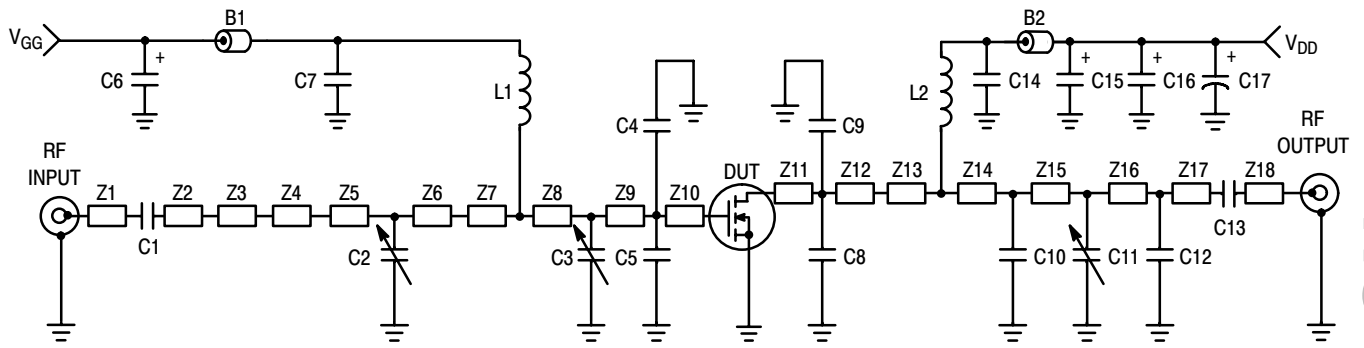 B1
B2
VGG
VDD
C6
+
C7
L1
C4
C9
L2
C14
+
C15
+
C16
+
C17
RF
INPUT
RF
OUTPUT
DUT
Z1
Z2
Z3
Z4
Z5
Z6
Z7
Z8
Z9
Z10
Z11
Z12
Z13
Z14
Z15
Z16
Z17
Z18
C1
C2
C3
C5
C8
C10
C11
C12
C13